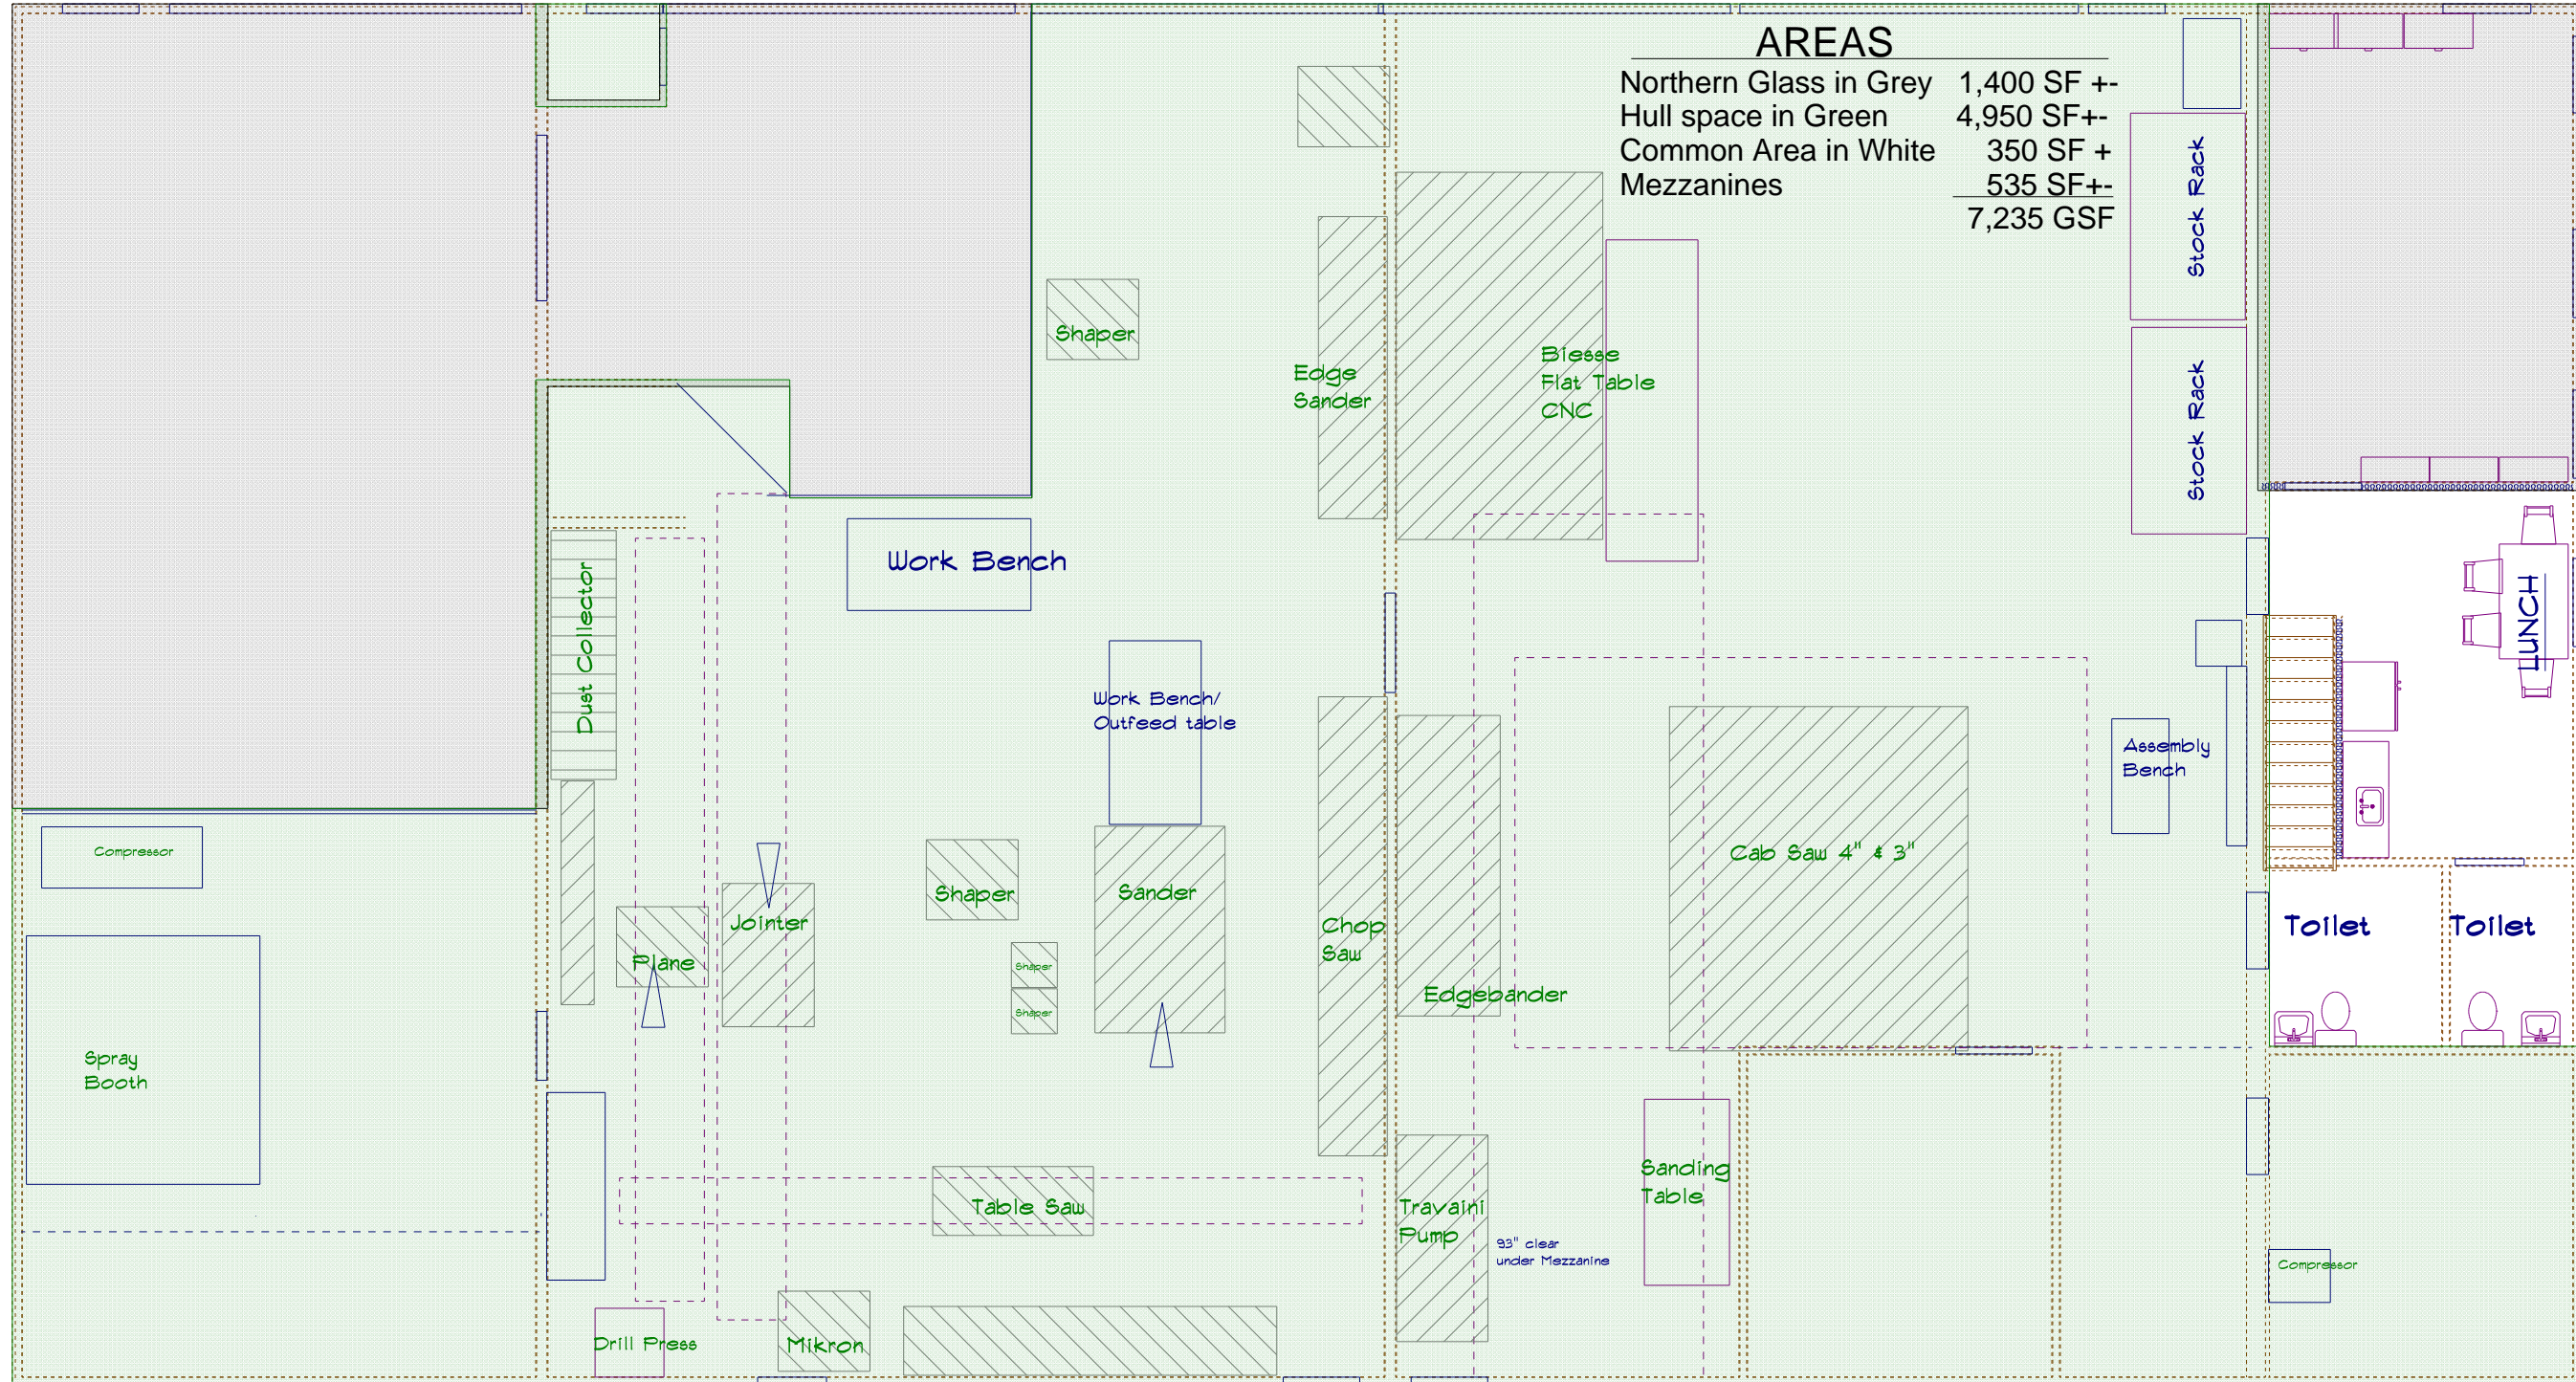 AREAS
Northern Glass in Grey 1,400 SF +-
Hull space in Green 4,950 SF+-
Common Area in White 350 SF +
Mezzanines 535 SF+-
7,235 GSF
Stock Rack
Stock Rack
Shaper
Edge
Sander
Biesse
Flat Table
CNC
Work Bench
Dust Collector
Work Bench/
Outfeed table
LUNCH
Assembly
Bench
Compressor
Cab Saw 4" & 3"
Shaper
Sander
Jointer
Plane
Chop
Saw
Toilet
Toilet
Shaper
Shaper
Edgebander
Spray
Booth
Sanding
Table
Table Saw
Travaini
Pump
93" clear
under Mezzanine
Compressor
Drill Press
Mikron